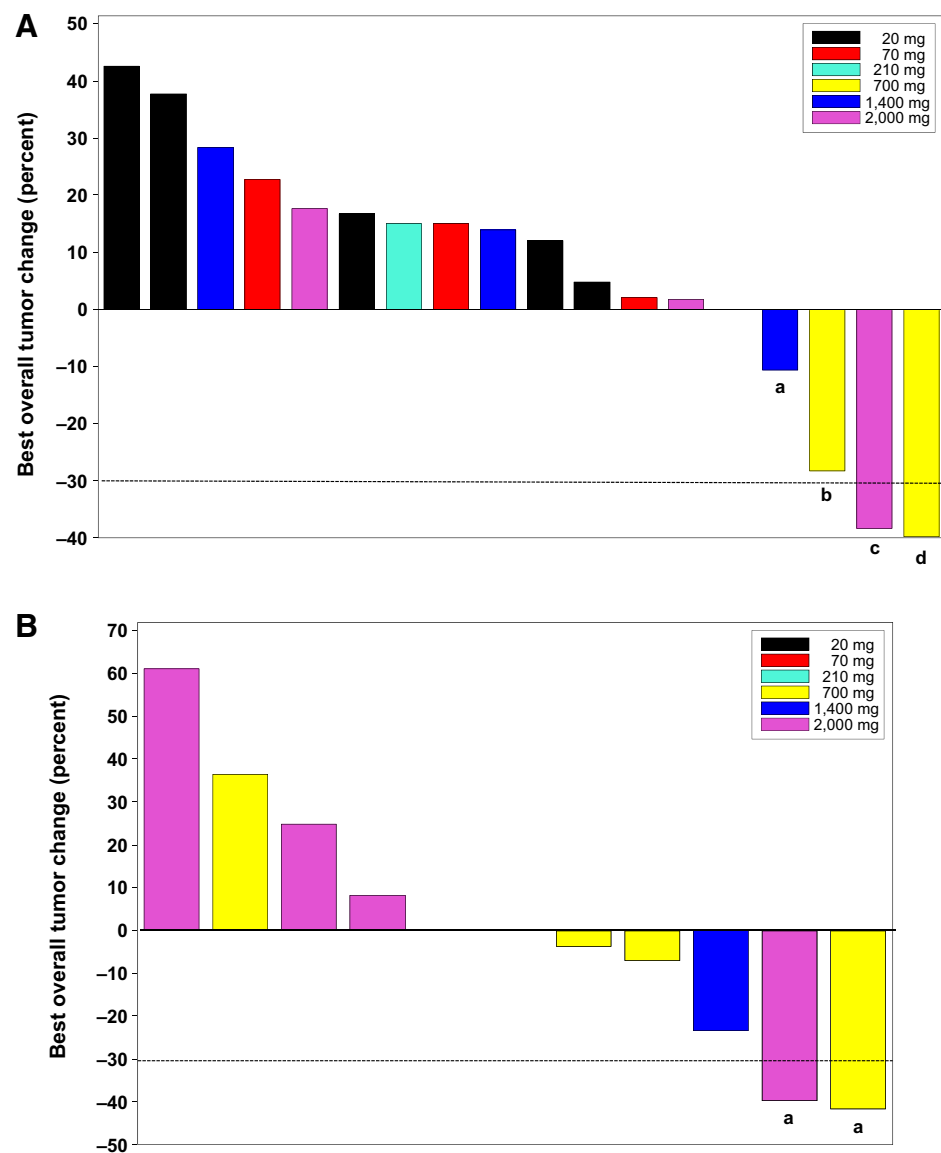 A
Best overall tumor change (percent)
50
40
30
20
10
0
–10
–20
–30
–40
20 mg
70 mg
210 mg
700 mg
1,400 mg
2,000 mg
a
b
c
d
B
Best overall tumor change (percent)
70
60
50
40
30
20
10
0
–10
–20
–30
–40
–50
20 mg
70 mg
210 mg
700 mg
1,400 mg
2,000 mg
a
a